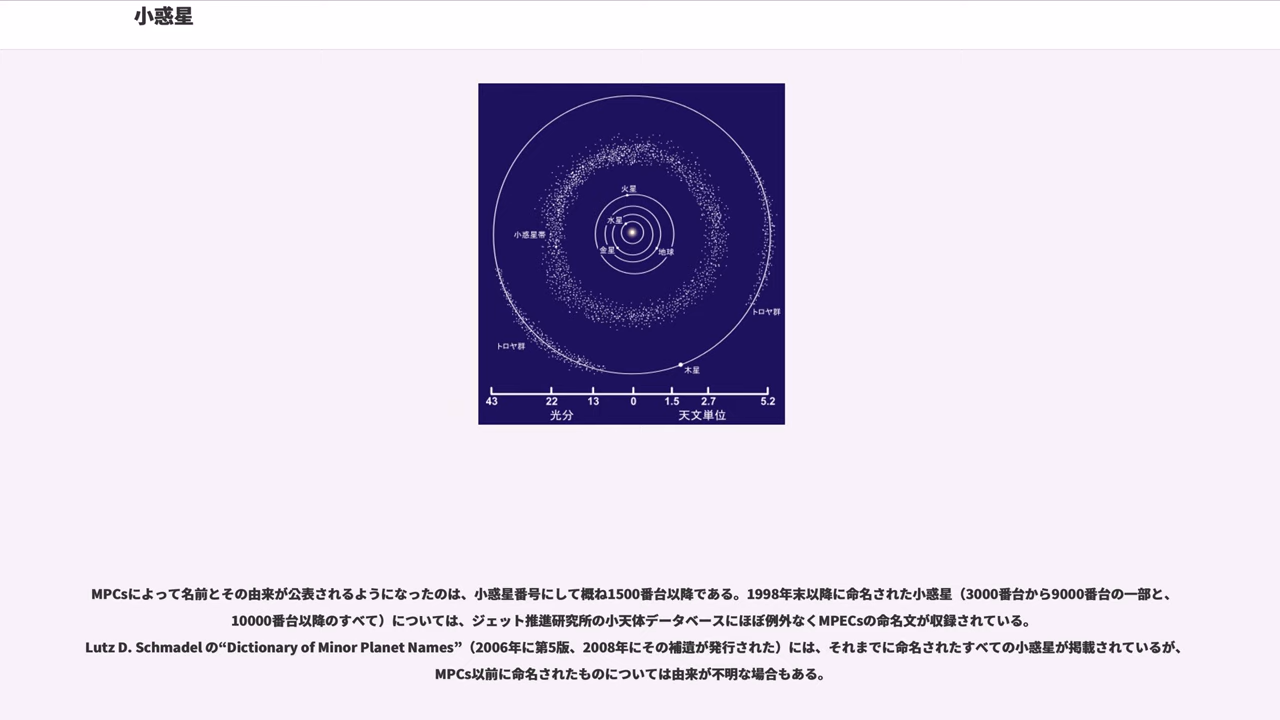 小惑星
火星
水星
小惑星帯
金星
地球
トロヤ群
トロヤ群
木星
43 22 13 0 1.5 2.7 5.2
光分 天文単位
MPCsによって名前とその由来が公表されるようになったのは、小惑星番号にして概ね1500番台以降である。1998年末以降に命名された小惑星（3000番台から9000番台の一部と、
10000番台以降のすべて）については、ジェット推進研究所の小天体データベースにほぼ例外なくMPECsの命名文が収録されている。
Lutz D. Schmadel の“Dictionary of Minor Planet Names”（2006年に第5版、2008年にその補遺が発行された）には、それまでに命名されたすべての小惑星が掲載されているが、
MPCs以前に命名されたものについては由来が不明な場合もある。